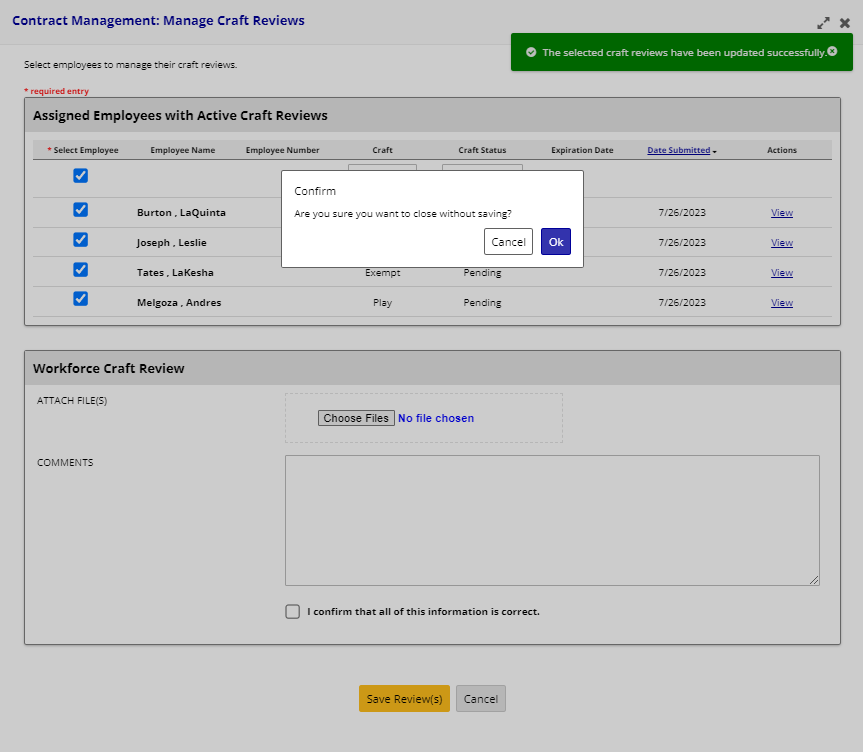 Contract Management: Manage Craft Reviews
The selected craft reviews have been updated successfully.
Select employees to manage their craft reviews.
* required entry
Assigned Employees with Active Craft Reviews
* Select Employee Employee Name Employee Number Craft Craft Status Expiration Date Date Submitted Actions
Confirm
Are you sure you want to close without saving?
Cancel Ok
Burton , LaQuinta 7/26/2023 View
Joseph , Leslie 7/26/2023 View
Tates , LaKesha Exempt Pending 7/26/2023 View
Melgoza , Andres Play Pending 7/26/2023 View
Workforce Craft Review
ATTACH FILE(S)
Choose Files No file chosen
COMMENTS
I confirm that all of this information is correct.
Save Review(s) Cancel